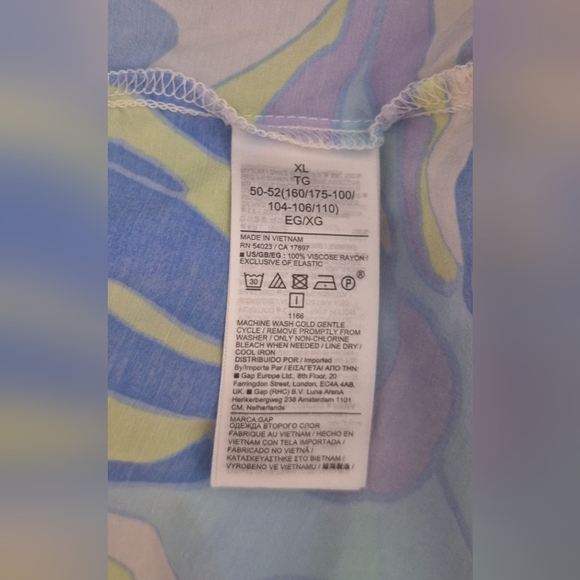 XL
TG
50-52(160/175-100/
104-106/110)
EG/XG
MADE IN VIETNAM
RN 54023 / CA 17897
■ US/GB/EG : 100% VISCOSE RAYON /
EXCLUSIVE OF ELASTIC
30 P ®
I
1166
MACHINE WASH COLD GENTLE
CYCLE / REMOVE PROMPTLY FROM
WASHER / ONLY NON-CHLORINE
BLEACH WHEN NEEDED / LINE DRY /
COOL IRON
DISTRIBUIDO POR : / Imported
By/Importe Par / ΕΙΣΑΓΕΤΑΙ ΑΠΟ ΤΗΝ:
■ Gap Europe Ltd., 8th Floor, 20
Farringdon Street, London, EC4A 4AB,
UK. ■ Gap (RHC) B.V. Luna ArenA
Herikerbergweg 238 Amsterdam 1101
CM, Netherlands
MARCA:GAP
ОДЕЖДА ВТОРОГО СЛОЯ
FABRIQUE AU VIETNAM / HECHO EN
VIETNAM CON TELA IMPORTADA /
FABRICADO NO VIETNÃ /
ΚΑΤΑΣΚΕΥΑΣΤΗΚΕ ΣΤΟ ΒΙΕΤΝΑΜ /
VYROBENO VE VIETNAMU /